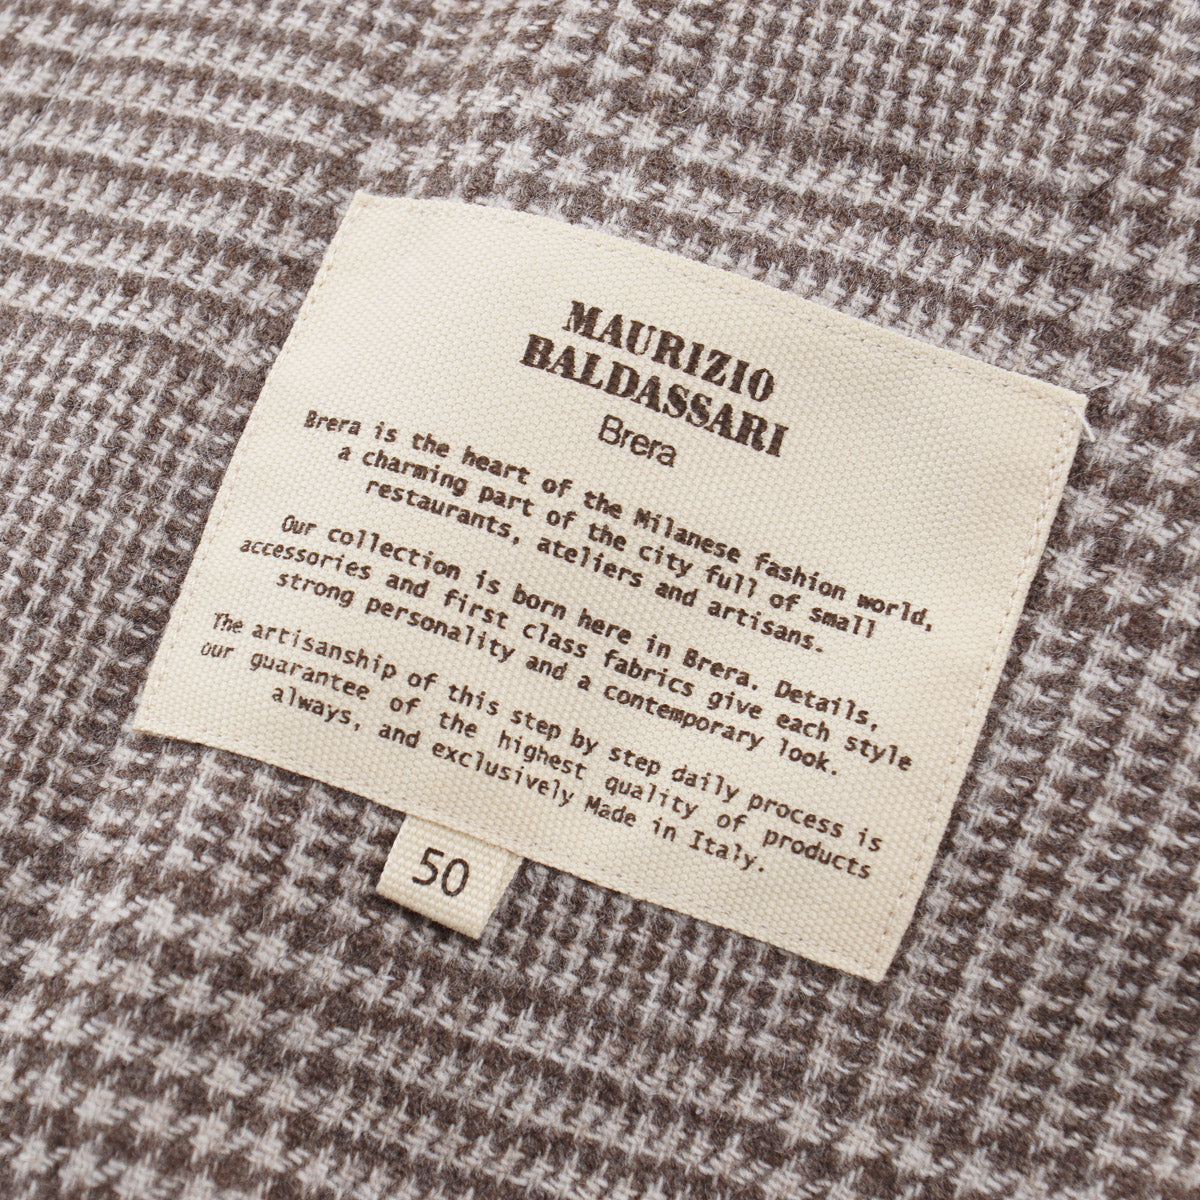 MAURIZIO
BALDASSARI
Brera
Brera is the heart of the Milanese fashion world,
a charming part of the city full of small
restaurants, ateliers and artisans.
Our collection is born here in Brera. Details,
accessories and first class fabrics give each style
strong personality and a contemporary look.
The artisanship of this step by step daily process is
our guarantee of the highest quality of products
always, and exclusively Made in Italy.
50